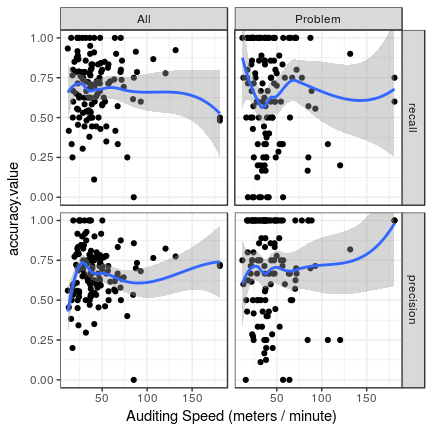 All Problem
1.00
0.75
0.50
0.25
0.00
recall
1.00
0.75
0.50
0.25
0.00
precision
accuracy.value
50 100 150 50 100 150
Auditing Speed (meters / minute)